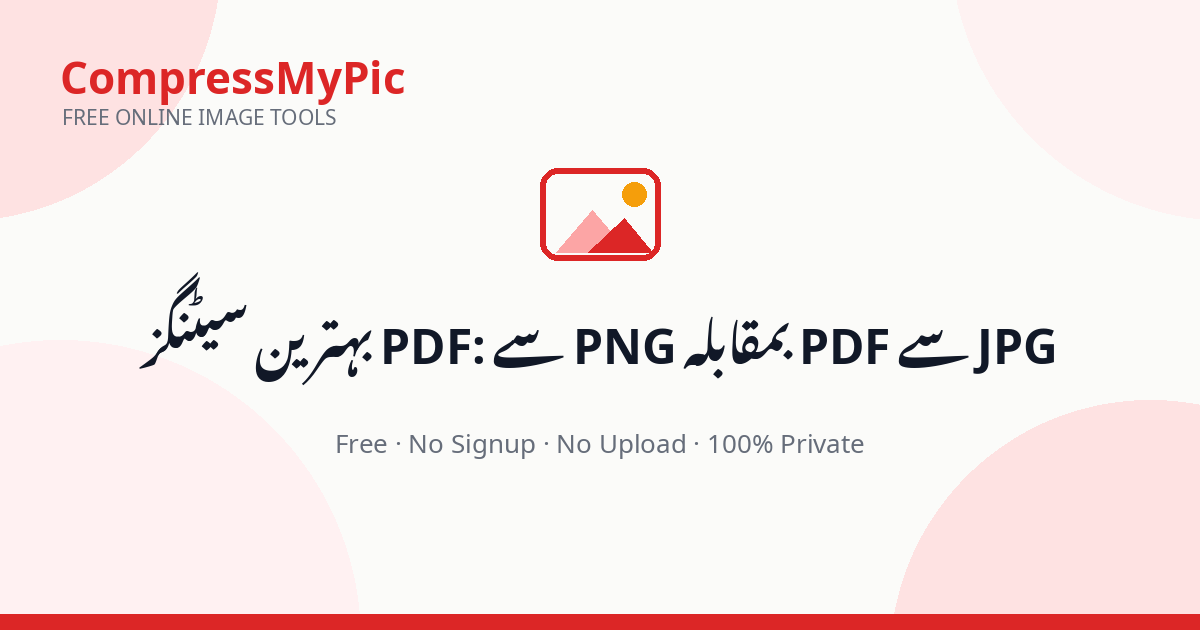 CompressMyPic
FREE ONLINE IMAGE TOOLS
JPG سے PDF بمقابلہ PNG سے PDF: بہترین سیٹنگز
Free · No Signup · No Upload · 100% Private